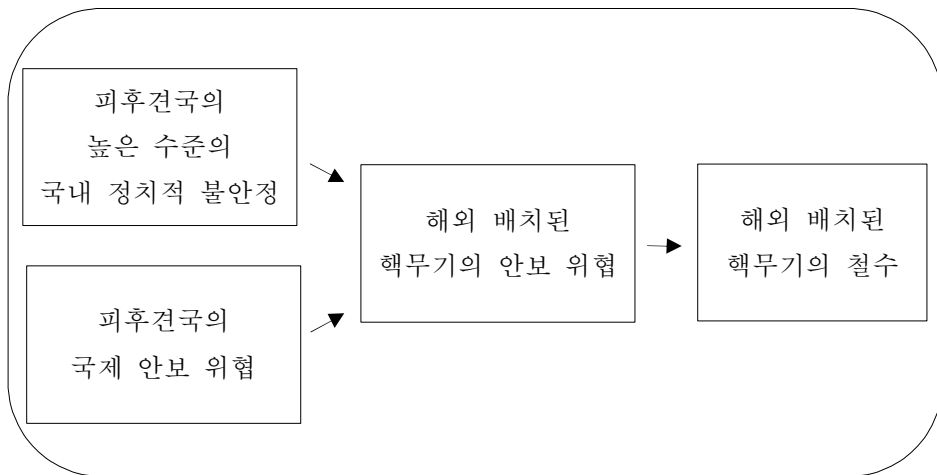 피후견국의
높은 수준의
국내 정치적 불안정
피후견국의
국제 안보 위협
해외 배치된
핵무기의 안보 위협
해외 배치된
핵무기의 철수